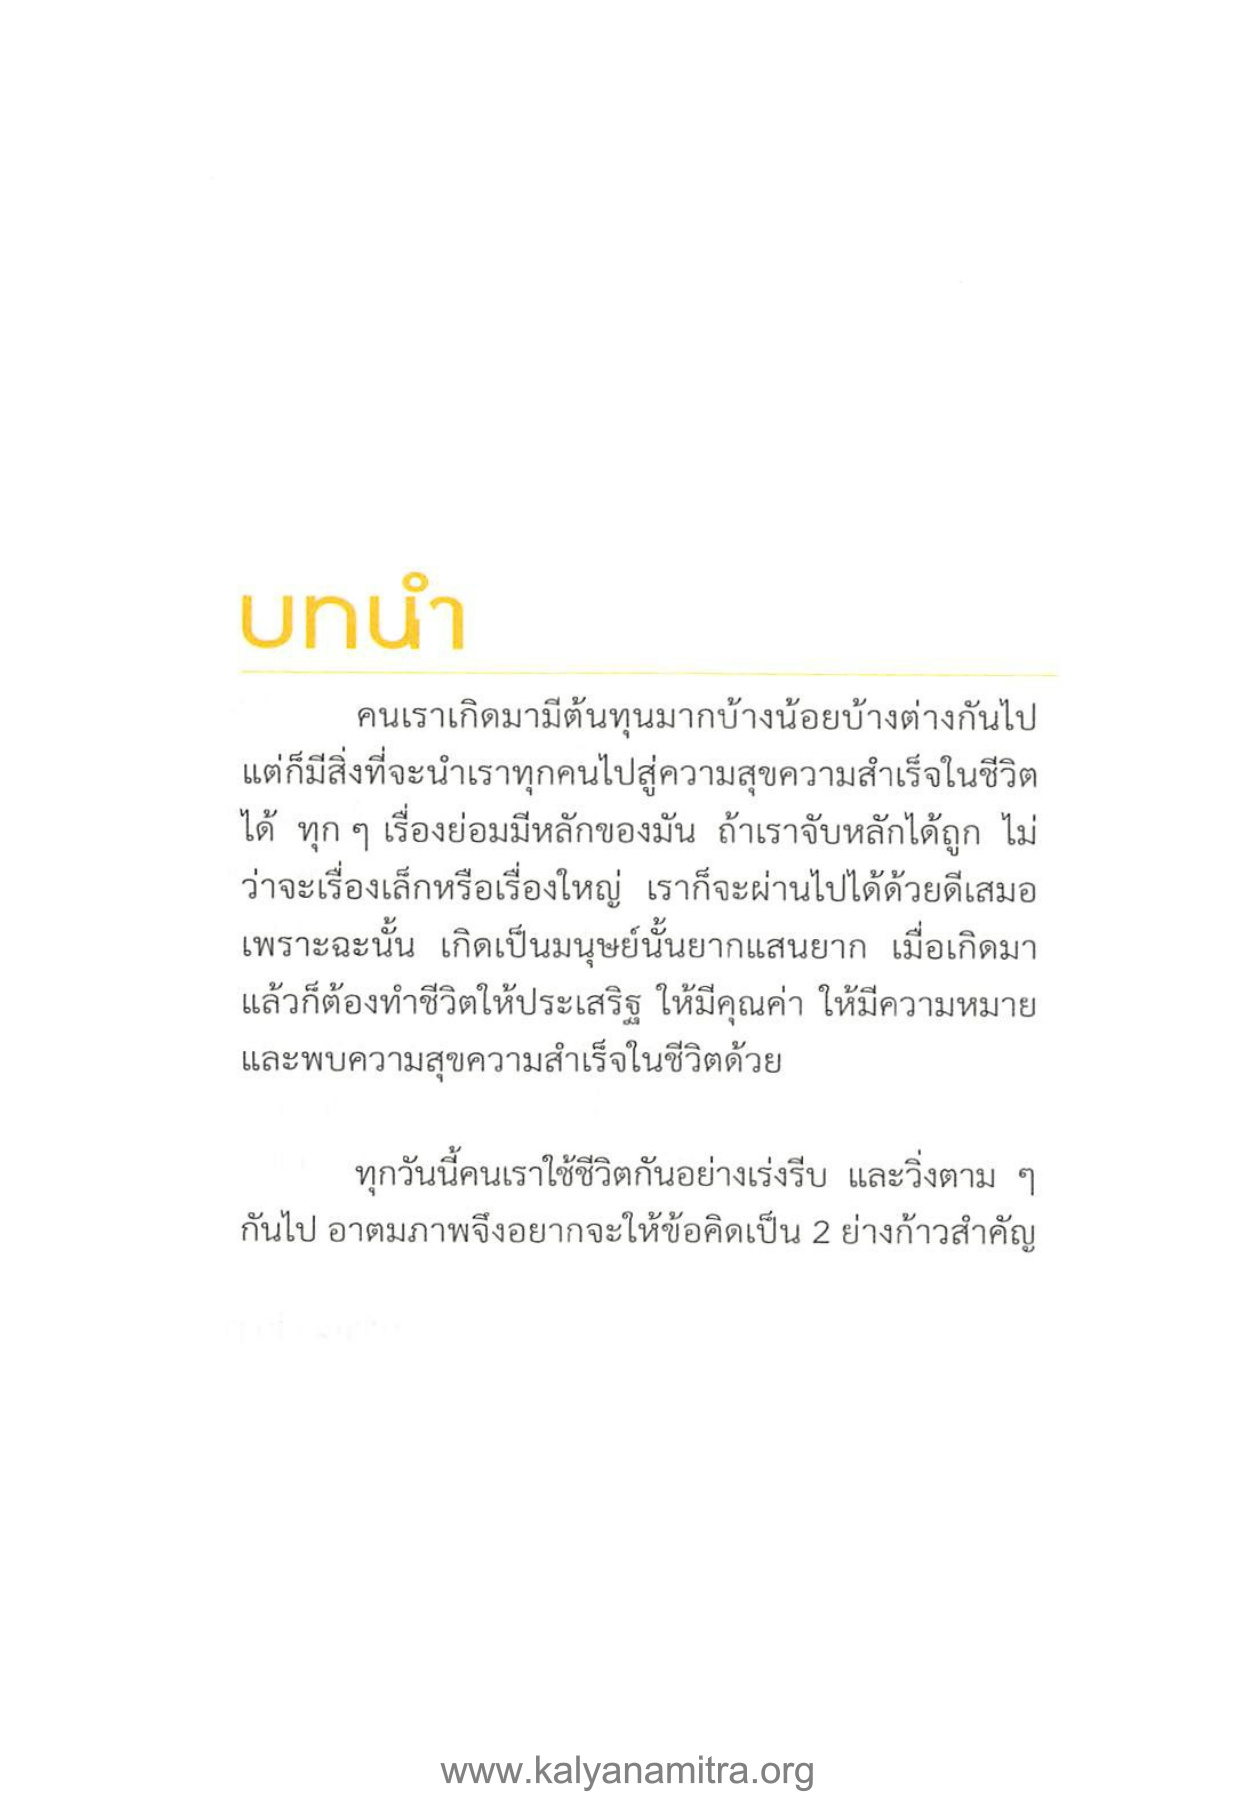 บทนำ
คนเราเกิดมามีต้นทุนมากบ้างน้อยบ้างต่างกันไป
แต่ก็มีสิ่งที่จะนำเราทุกคนไปสู่ความสุขความสำเร็จในชีวิต
ได้ ทุก ๆ เรื่องย่อมมีหลักของมัน ถ้าเราจับหลักได้ถูก ไม่
ว่าจะเรื่องเล็กหรือเรื่องใหญ่ เราก็จะผ่านไปได้ด้วยดีเสมอ
เพราะฉะนั้น เกิดเป็นมนุษย์นั้นยากแสนยาก เมื่อเกิดมา
แล้วก็ต้องทำชีวิตให้ประเสริฐ ให้มีคุณค่า ให้มีความหมาย
และพบความสุขความสำเร็จในชีวิตด้วย
ทุกวันนี้คนเราใช้ชีวิตกันอย่างเร่งรีบ และวิ่งตาม ๆ
กันไป อาตมภาพจึงอยากจะให้ข้อคิดเป็น 2 ย่างก้าวสำคัญ
www.kalyanamitra.org